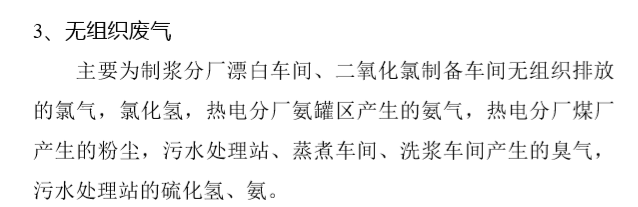 3、无组织废气
主要为制浆分厂漂白车间、二氧化氯制备车间无组织排放
的氯气，氯化氢，热电分厂氨罐区产生的氨气，热电分厂煤厂
产生的粉尘，污水处理站、蒸煮车间、洗浆车间产生的臭气，
污水处理站的硫化氢、氨。